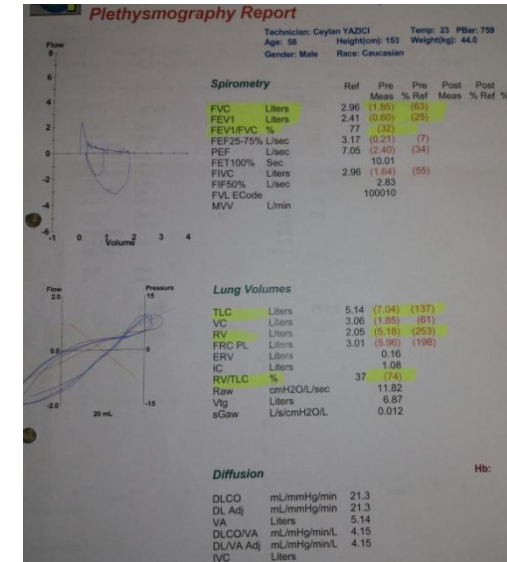 Plethysmography Report
Technician: Ceylan YAZICI Temp: 23 PBar: 759
Age: 58 Height(cm): 153 Weight(kg): 44.0
Gender: Male Race: Caucasian
Flow
8
6
4
2
0
-2
-4
-6
-1 0 1 2 3 4
Volume
Spirometry Ref Pre Pre Post Post
Meas % Ref Meas % Ref %
FVC Liters 2.96 (1.85) (63)
FEV1 Liters 2.41 (0.60) (25)
FEV1/FVC % 77 (32)
FEF25-75% L/sec 3.17 (0.21) (7)
PEF L/sec 7.05 (2.40) (34)
FET100% Sec 10.01
FIVC Liters 2.96 (1.64) (55)
FIF50% L/sec 2.83
FVL ECode 100010
MVV L/min
Flow Pressure
2.0 15
0.0 0
-2.0 -15
20 mL
Lung Volumes
TLC Liters 5.14 (7.04) (137)
VC Liters 3.06 (1.85) (61)
RV Liters 2.05 (5.18) (253)
FRC PL Liters 3.01 (5.96) (198)
ERV Liters 0.16
IC Liters 1.08
RV/TLC % 37 (74)
Raw cmH2O/L/sec 11.82
Vtg Liters 6.87
sGaw L/s/cmH2O/L 0.012
Diffusion Hb:
DLCO mL/mmHg/min 21.3
DL Adj mL/mmHg/min 21.3
VA Liters 5.14
DLCO/VA mL/mHg/min/L 4.15
DL/VA Adj mL/mHg/min/L 4.15
IVC Liters